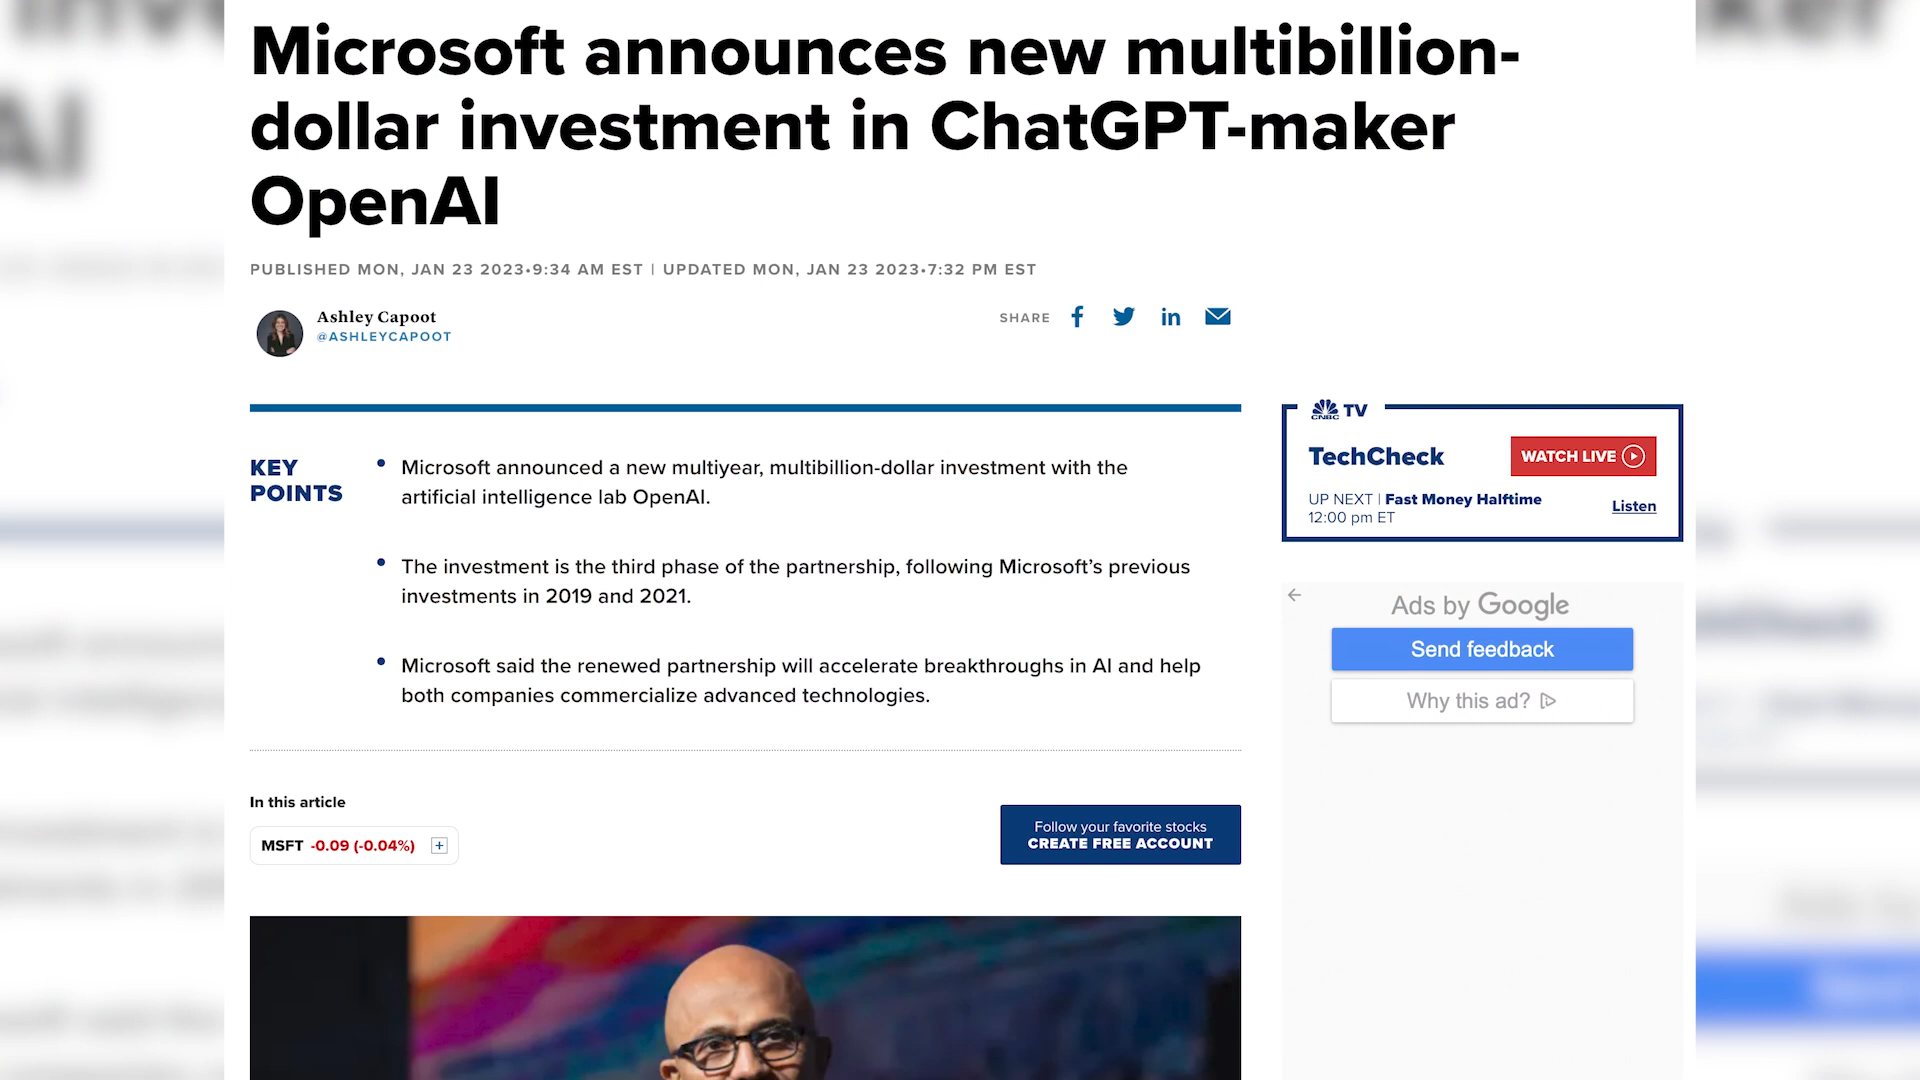 Microsoft announces new multibillion-
dollar investment in ChatGPT-maker
OpenAI
PUBLISHED MON, JAN 23 2023•9:34 AM EST | UPDATED MON, JAN 23 2023•7:32 PM EST
Ashley Capoot
@ASHLEYCAPOOT
SHARE
KEY
POINTS
• Microsoft announced a new multiyear, multibillion-dollar investment with the
artificial intelligence lab OpenAI.
• The investment is the third phase of the partnership, following Microsoft’s previous
investments in 2019 and 2021.
• Microsoft said the renewed partnership will accelerate breakthroughs in AI and help
both companies commercialize advanced technologies.
In this article
MSFT -0.09 (-0.04%) +
Follow your favorite stocks
CREATE FREE ACCOUNT
CNBC TV
TechCheck
WATCH LIVE
UP NEXT | Fast Money Halftime
12:00 pm ET
Listen
Ads by Google
Send feedback
Why this ad?